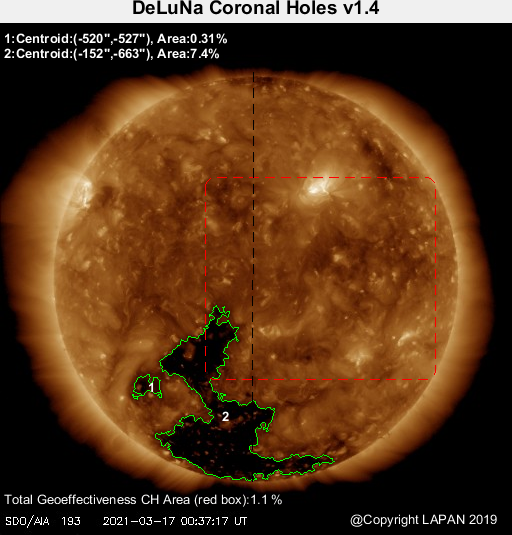 DeLuNa Coronal Holes v1.4
1:Centroid:(-520",-527"), Area:0.31%
2:Centroid:(-152",-663"), Area:7.4%
1
2
Total Geoeffectiveness CH Area (red box):1.1%
SDO/AIA 193 2021-03-17 00:37:17 UT
@Copyright LAPAN 2019